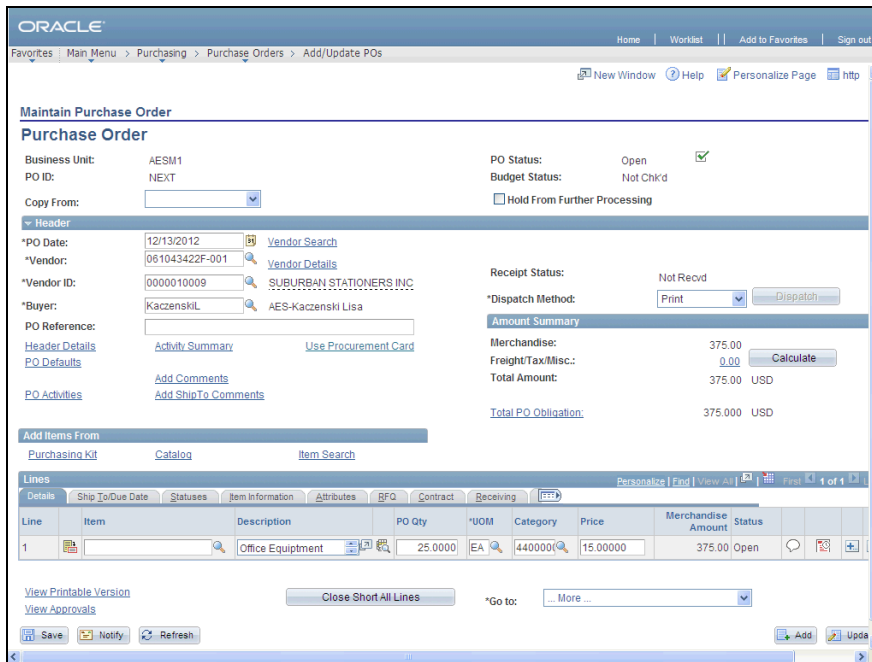 ORACLE
Home | Worklist | | Add to Favorites | Sign out
Favorites Main Menu > Purchasing > Purchase Orders > Add/Update POs
New Window Help Personalize Page http
Maintain Purchase Order
Purchase Order
Business Unit: AESM1 PO Status: Open
PO ID: NEXT Budget Status: Not Chk'd
Copy From: Hold From Further Processing
Header
*PO Date: 12/13/2012 Vendor Search
*Vendor: 061043422F-001 Vendor Details
Receipt Status: Not Recvd
*Vendor ID: 0000010009 SUBURBAN STATIONERS INC
*Dispatch Method: Print Dispatch
*Buyer: KaczenskiL AES-Kaczenski Lisa
PO Reference:
Amount Summary
Header Details Activity Summary Use Procurement Card
Merchandise: 375.00
PO Defaults
Freight/Tax/Misc.: 0.00 Calculate
Add Comments
Total Amount: 375.00 USD
PO Activities Add ShipTo Comments
Total PO Obligation: 375.000 USD
Add Items From
Purchasing Kit Catalog Item Search
Lines Personalize | Find | View All | First 1 of 1
Details Ship To/Due Date Statuses Item Information Attributes RFQ Contract Receiving
Line Item Description PO Qty *UOM Category Price Merchandise Amount Status
1 Office Equiptment 25.0000 EA 440000 15.00000 375.00 Open
View Printable Version
Close Short All Lines *Go to: ... More ...
View Approvals
Save Notify Refresh Add